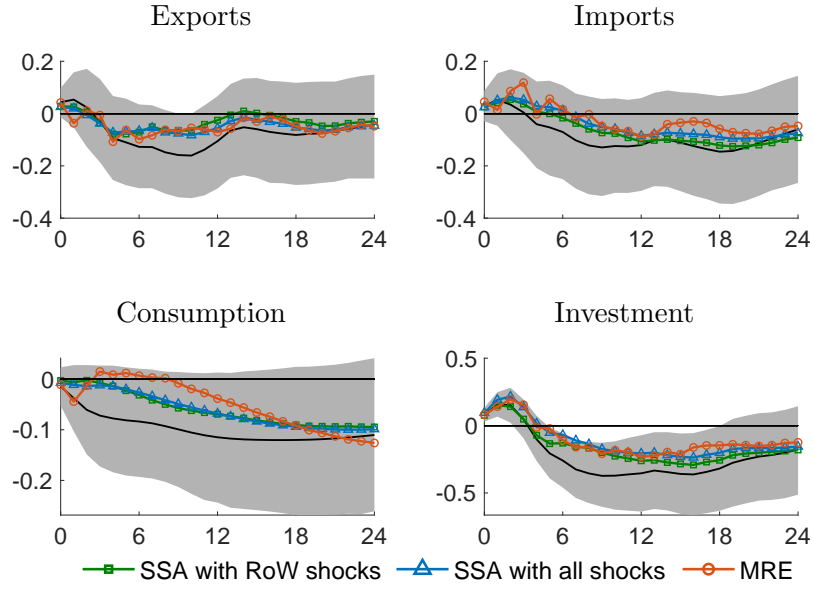 Exports
Imports
0.2
0
-0.2
-0.4
0 6 12 18 24
0.2
0
-0.2
-0.4
0 6 12 18 24
Consumption
Investment
0
-0.1
-0.2
0 6 12 18 24
0.5
0
-0.5
0 6 12 18 24
SSA with RoW shocks SSA with all shocks MRE